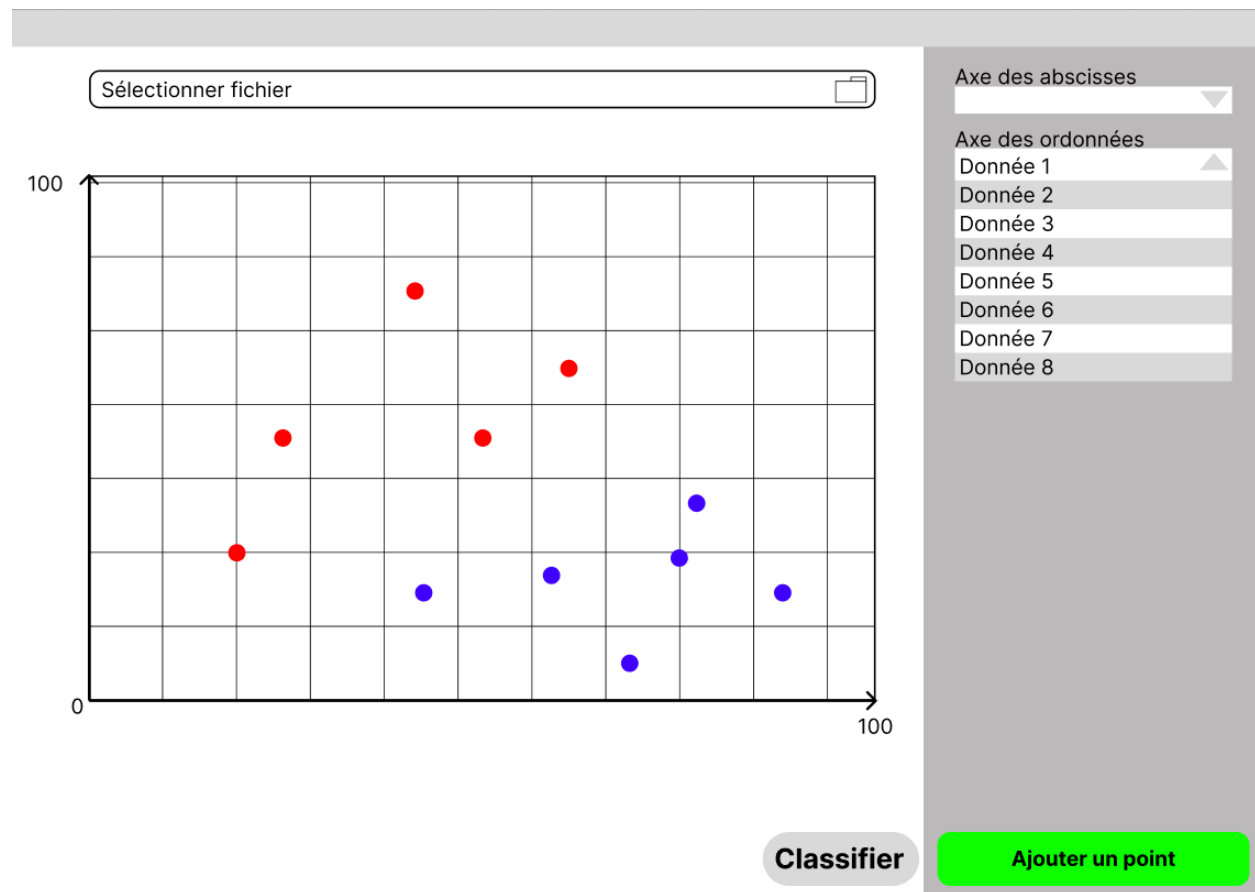 Sélectionner fichier
100
0
100
Classifier
Axe des abscisses
Axe des ordonnées
Donnée 1
Donnée 2
Donnée 3
Donnée 4
Donnée 5
Donnée 6
Donnée 7
Donnée 8
Ajouter un point